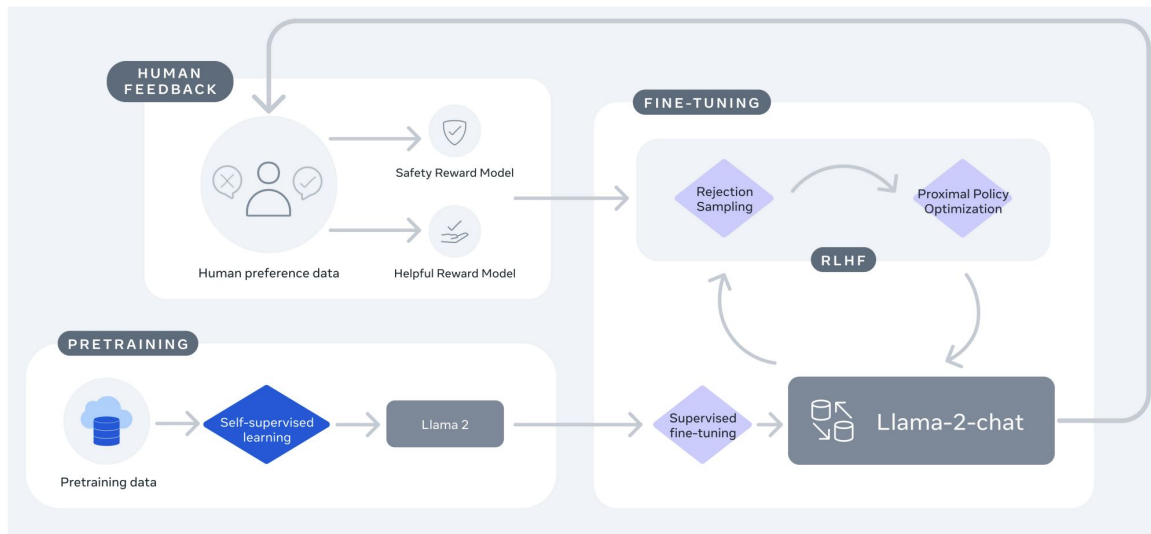 HUMAN
FEEDBACK
Safety Reward Model
Human preference data
Helpful Reward Model
FINE-TUNING
Rejection
Sampling
Proximal Policy
Optimization
RLHF
PRETRAINING
Pretraining data
Self-supervised
learning
Llama 2
Supervised
fine-tuning
Llama-2-chat